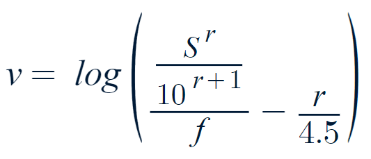 v = log( ( S^r / 10^{r+1} ) / f − r / 4.5 )